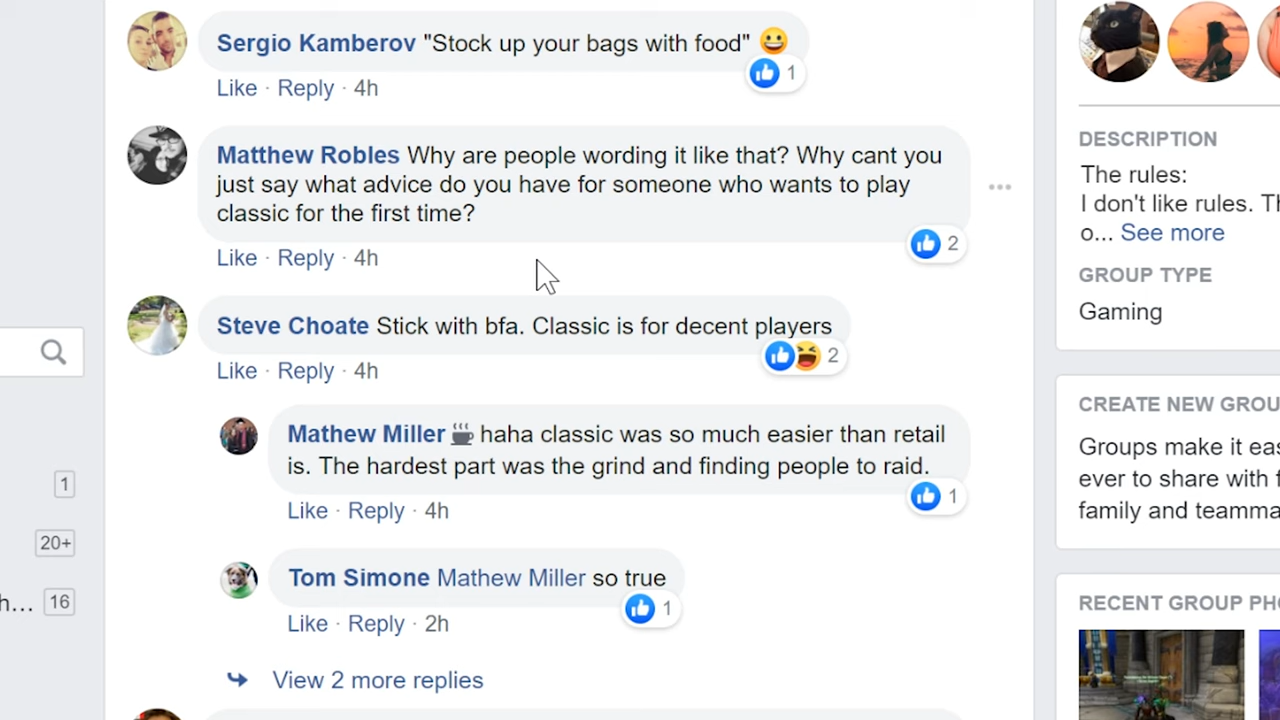 Sergio Kamberov "Stock up your bags with food" 😀
1
Like · Reply · 4h
Matthew Robles Why are people wording it like that? Why cant you
just say what advice do you have for someone who wants to play
classic for the first time?
2
Like · Reply · 4h
Steve Choate Stick with bfa. Classic is for decent players
2
Like · Reply · 4h
Mathew Miller ☕ haha classic was so much easier than retail
is. The hardest part was the grind and finding people to raid.
1
Like · Reply · 4h
Tom Simone Mathew Miller so true
1
Like · Reply · 2h
View 2 more replies
1
20+
h... 16
DESCRIPTION
The rules:
I don't like rules. Th
o... See more
GROUP TYPE
Gaming
CREATE NEW GROU
Groups make it eas
ever to share with f
family and teamma
RECENT GROUP PHO